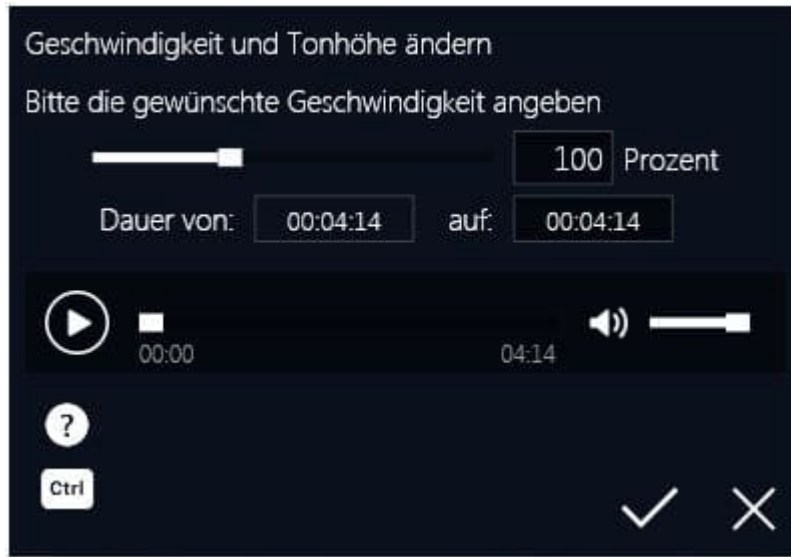 Geschwindigkeit und Tonhöhe ändern
Bitte die gewünschte Geschwindigkeit angeben
100 Prozent
Dauer von: 00:04:14 auf: 00:04:14
00:00 04:14
?
Ctrl